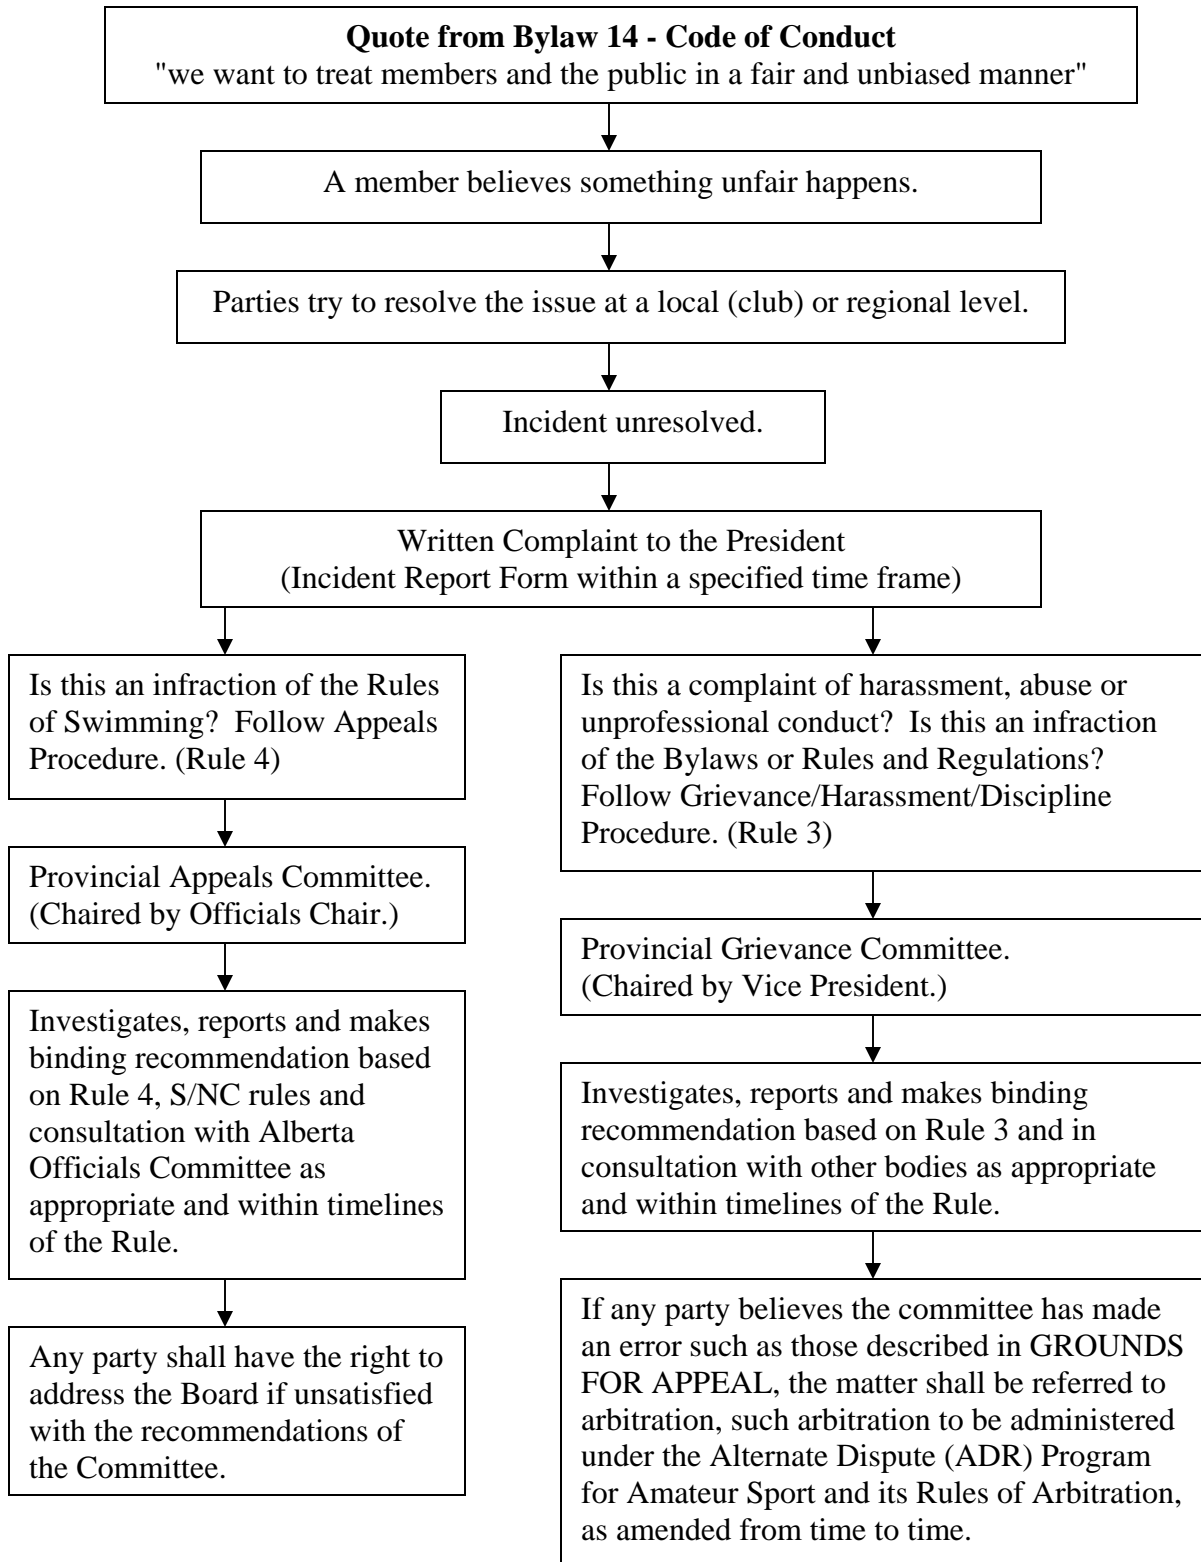 Quote from Bylaw 14 - Code of Conduct
"we want to treat members and the public in a fair and unbiased manner"
A member believes something unfair happens.
Parties try to resolve the issue at a local (club) or regional level.
Incident unresolved.
Written Complaint to the President
(Incident Report Form within a specified time frame)
Is this an infraction of the Rules
of Swimming?  Follow Appeals
Procedure. (Rule 4)
Provincial Appeals Committee.
(Chaired by Officials Chair.)
Investigates, reports and makes
binding recommendation based
on Rule 4, S/NC rules and
consultation with Alberta
Officials Committee as
appropriate and within timelines
of the Rule.
Any party shall have the right to
address the Board if unsatisfied
with the recommendations of
the Committee.
Is this a complaint of harassment, abuse or
unprofessional conduct?  Is this an infraction
of the Bylaws or Rules and Regulations?
Follow Grievance/Harassment/Discipline
Procedure. (Rule 3)
Provincial Grievance Committee.
(Chaired by Vice President.)
Investigates, reports and makes binding
recommendation based on Rule 3 and in
consultation with other bodies as appropriate
and within timelines of the Rule.
If any party believes the committee has made
an error such as those described in GROUNDS
FOR APPEAL, the matter shall be referred to
arbitration, such arbitration to be administered
under the Alternate Dispute (ADR) Program
for Amateur Sport and its Rules of Arbitration,
as amended from time to time.